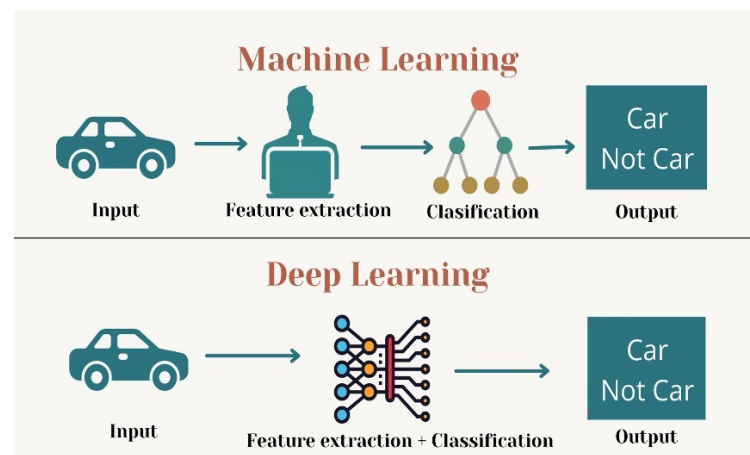 Machine Learning
Car
Not Car
Input
Feature extraction
Clasification
Output
Deep Learning
Car
Not Car
Input
Feature extraction + Classification
Output